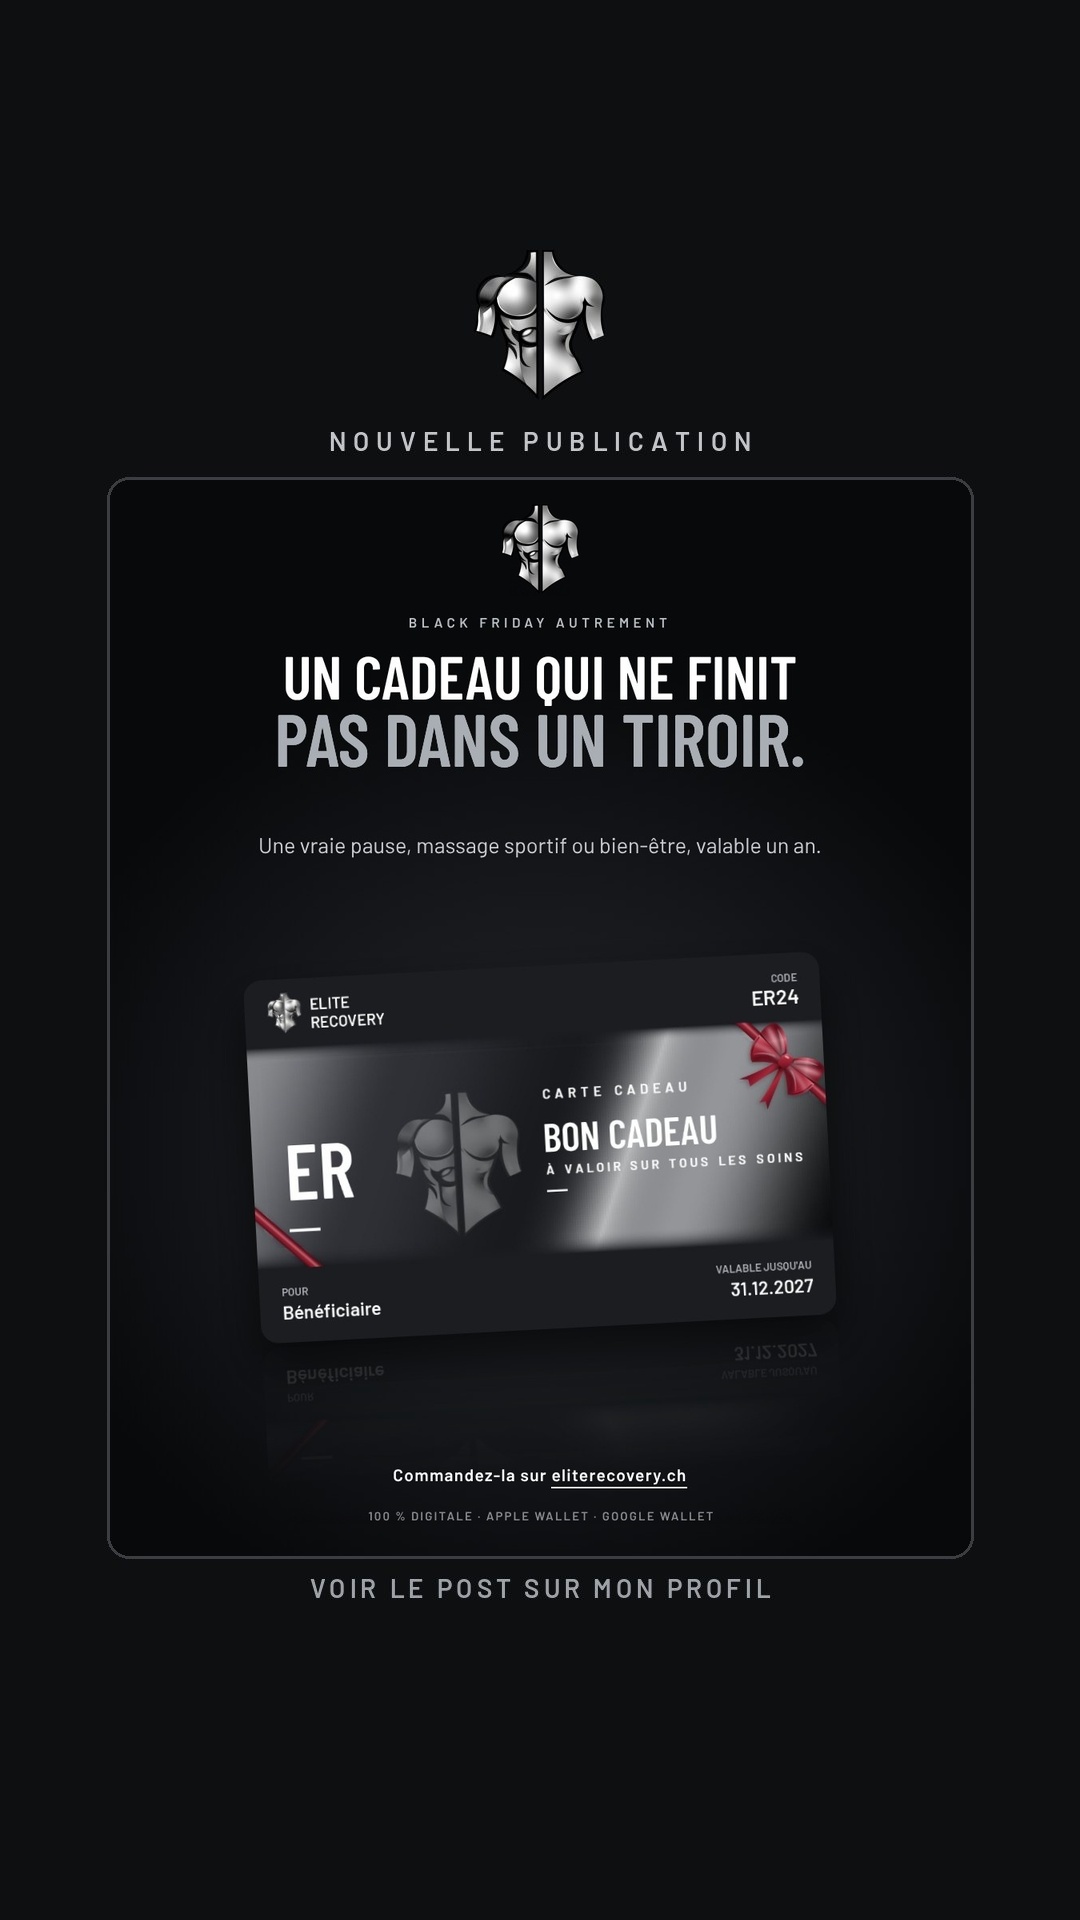 NOUVELLE PUBLICATION
BLACK FRIDAY AUTREMENT
UN CADEAU QUI NE FINIT
PAS DANS UN TIROIR.
Une vraie pause, massage sportif ou bien-être, valable un an.
ELITE
RECOVERY
CODE
ER24
CARTE CADEAU
BON CADEAU
À VALOIR SUR TOUS LES SOINS
ER
POUR
Bénéficiaire
VALABLE JUSQU'AU
31.12.2027
Commandez-la sur eliterecovery.ch
100 % DIGITALE · APPLE WALLET · GOOGLE WALLET
VOIR LE POST SUR MON PROFIL